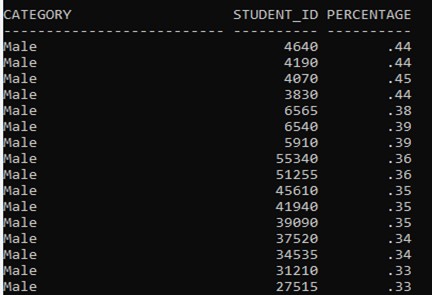 CATEGORY STUDENT_ID PERCENTAGE
--------------------------- ---------- ----------
Male 4640 .44
Male 4190 .44
Male 4070 .45
Male 3830 .44
Male 6565 .38
Male 6540 .39
Male 5910 .39
Male 55340 .36
Male 51255 .36
Male 45610 .35
Male 41940 .35
Male 39090 .35
Male 37520 .34
Male 34535 .34
Male 31210 .33
Male 27515 .33